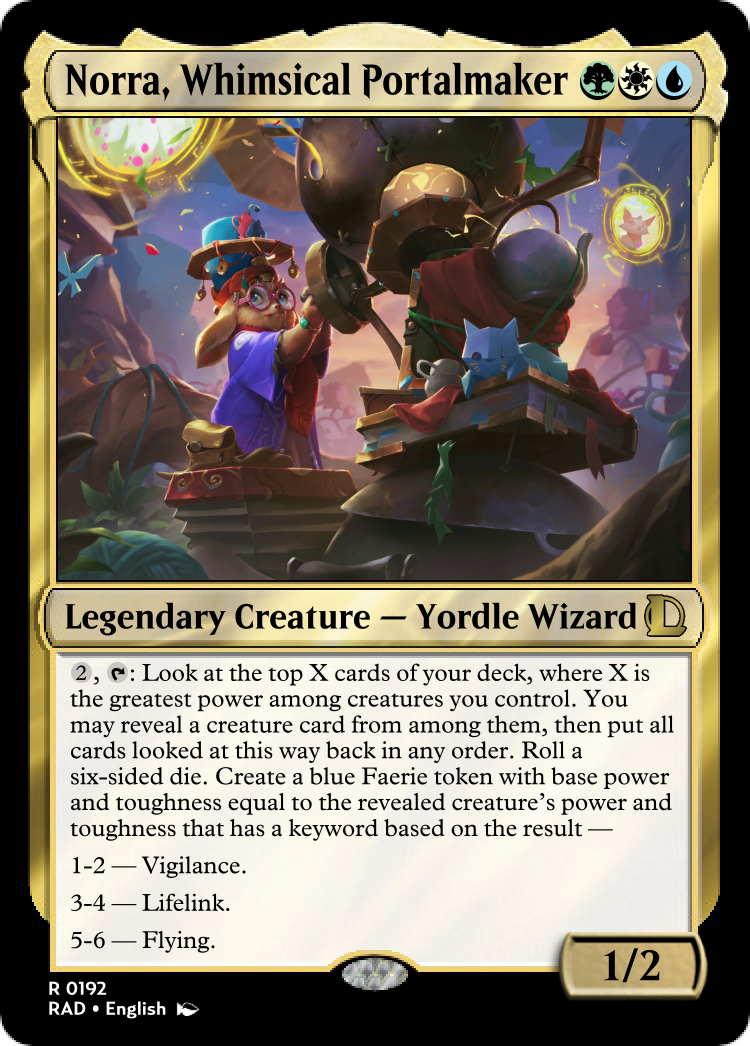 Norra, Whimsical Portalmaker
Legendary Creature — Yordle Wizard
2, : Look at the top X cards of your deck, where X is
the greatest power among creatures you control. You
may reveal a creature card from among them, then put all
cards looked at this way back in any order. Roll a
six-sided die. Create a blue Faerie token with base power
and toughness equal to the revealed creature's power and
toughness that has a keyword based on the result —
1-2 — Vigilance.
3-4 — Lifelink.
5-6 — Flying.
1/2
R 0192
RAD • English